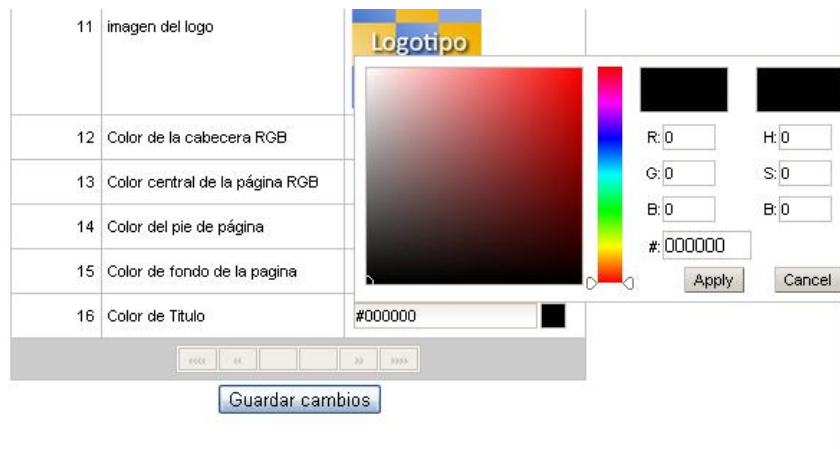 11 imagen del logo
Logotipo
12 Color de la cabecera RGB
13 Color central de la página RGB
14 Color del pie de página
15 Color de fondo de la pagina
16 Color de Titulo #000000
R: 0 H: 0
G: 0 S: 0
B: 0 B: 0
#: 000000
Apply Cancel
<<<< << >> >>>>
Guardar cambios